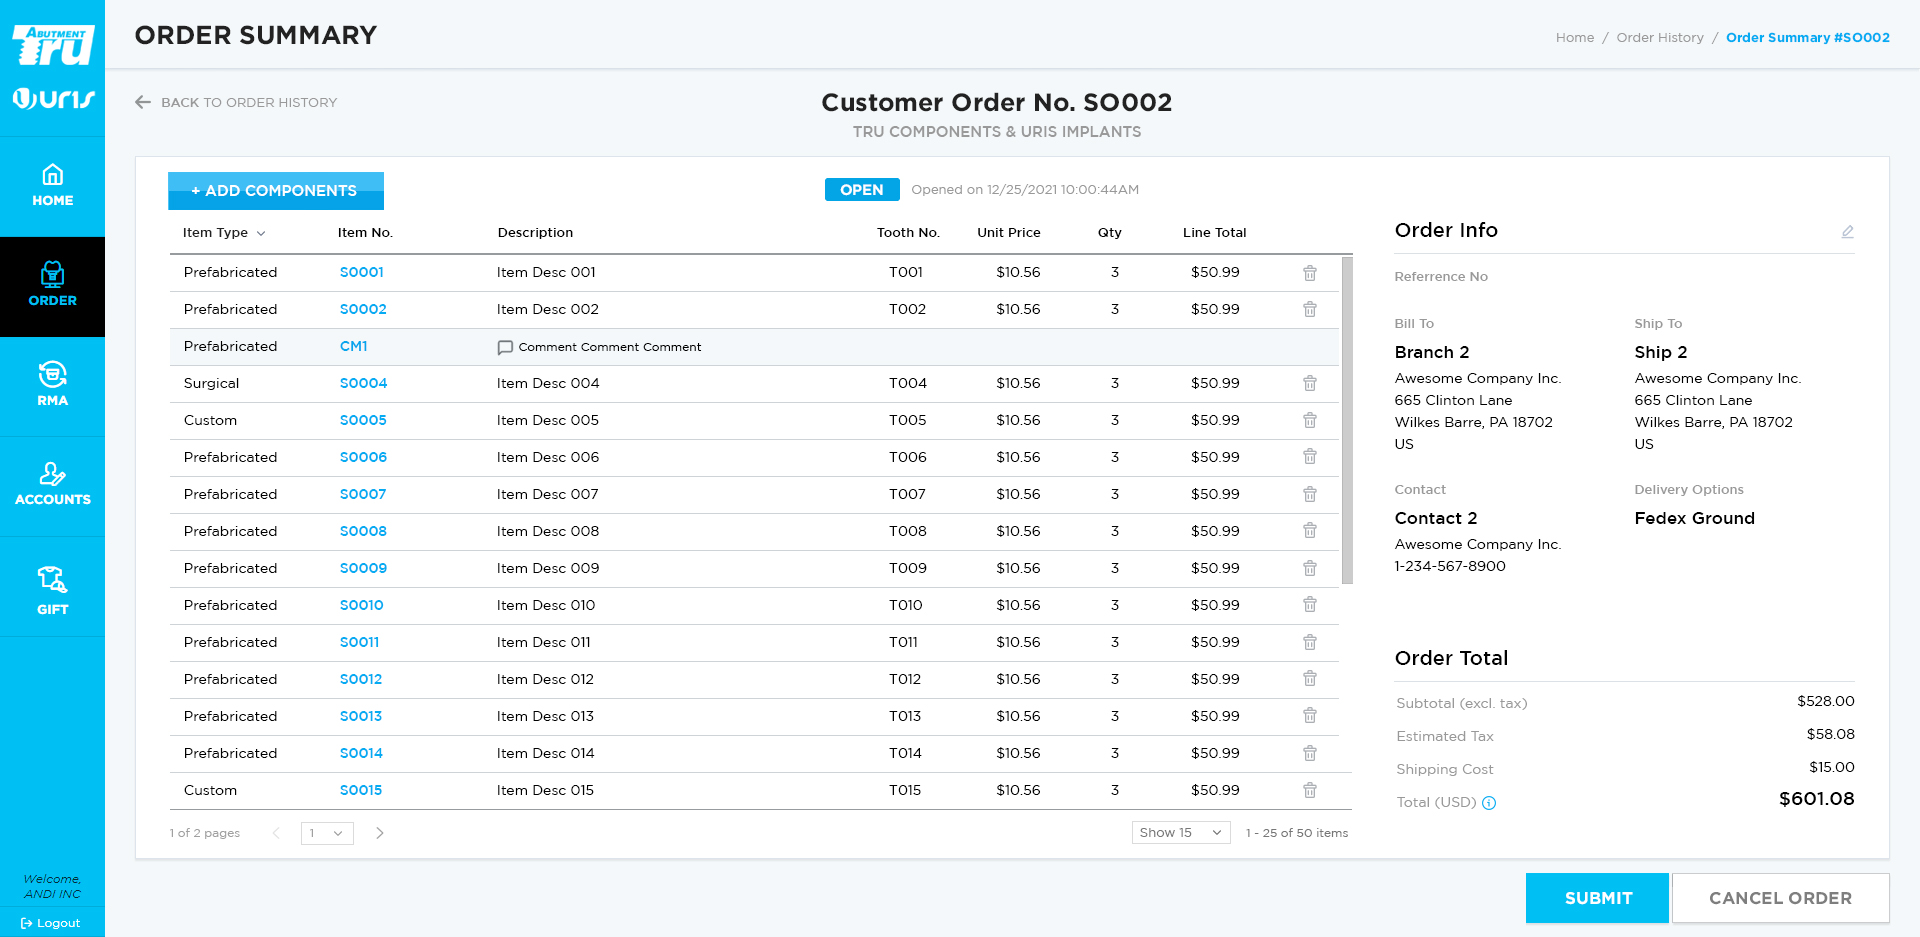 ABUTMENT
Tru
uris
HOME
ORDER
RMA
ACCOUNTS
GIFT
Welcome,
ANDI INC
Logout
ORDER SUMMARY
Home / Order History / Order Summary #SO002
BACK TO ORDER HISTORY
Customer Order No. SO002
TRU COMPONENTS & URIS IMPLANTS
+ ADD COMPONENTS
OPEN Opened on 12/25/2021 10:00:44AM
Item Type Item No. Description Tooth No. Unit Price Qty Line Total
Prefabricated S0001 Item Desc 001 T001 $10.56 3 $50.99
Prefabricated S0002 Item Desc 002 T002 $10.56 3 $50.99
Prefabricated CM1 Comment Comment Comment
Surgical S0004 Item Desc 004 T004 $10.56 3 $50.99
Custom S0005 Item Desc 005 T005 $10.56 3 $50.99
Prefabricated S0006 Item Desc 006 T006 $10.56 3 $50.99
Prefabricated S0007 Item Desc 007 T007 $10.56 3 $50.99
Prefabricated S0008 Item Desc 008 T008 $10.56 3 $50.99
Prefabricated S0009 Item Desc 009 T009 $10.56 3 $50.99
Prefabricated S0010 Item Desc 010 T010 $10.56 3 $50.99
Prefabricated S0011 Item Desc 011 T011 $10.56 3 $50.99
Prefabricated S0012 Item Desc 012 T012 $10.56 3 $50.99
Prefabricated S0013 Item Desc 013 T013 $10.56 3 $50.99
Prefabricated S0014 Item Desc 014 T014 $10.56 3 $50.99
Custom S0015 Item Desc 015 T015 $10.56 3 $50.99
1 of 2 pages 1 Show 15 1 - 25 of 50 items
Order Info
Referrence No
Bill To
Branch 2
Awesome Company Inc.
665 Clinton Lane
Wilkes Barre, PA 18702
US
Ship To
Ship 2
Awesome Company Inc.
665 Clinton Lane
Wilkes Barre, PA 18702
US
Contact
Contact 2
Awesome Company Inc.
1-234-567-8900
Delivery Options
Fedex Ground
Order Total
Subtotal (excl. tax) $528.00
Estimated Tax $58.08
Shipping Cost $15.00
Total (USD) $601.08
SUBMIT
CANCEL ORDER